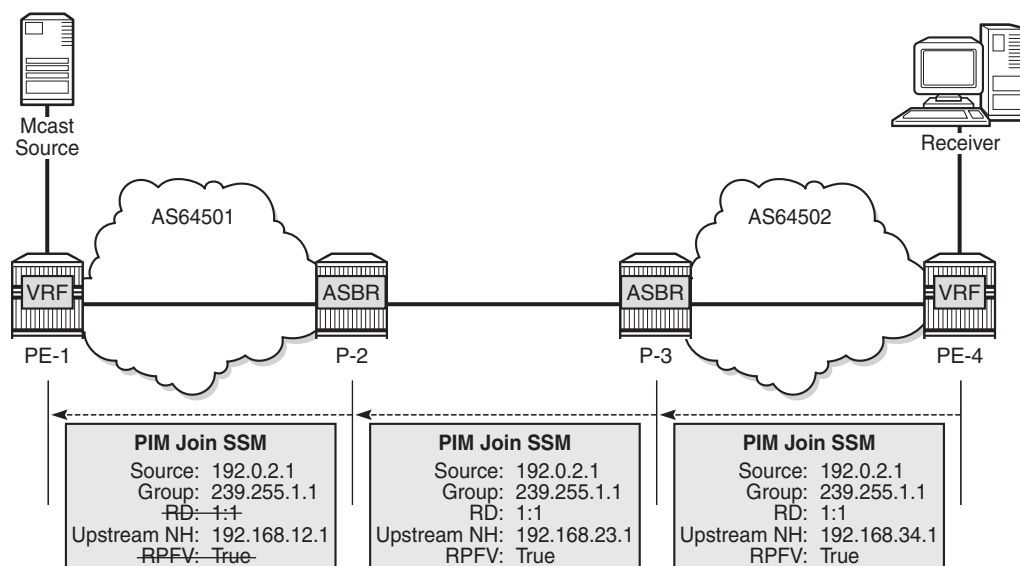 Mcast
Source
Receiver
AS64501
AS64502
VRF
ASBR
ASBR
VRF
PE-1
P-2
P-3
PE-4
PIM Join SSM
Source: 192.0.2.1
Group: 239.255.1.1
RD: 1:1
Upstream NH: 192.168.12.1
RPFV: True
PIM Join SSM
Source: 192.0.2.1
Group: 239.255.1.1
RD: 1:1
Upstream NH: 192.168.23.1
RPFV: True
PIM Join SSM
Source: 192.0.2.1
Group: 239.255.1.1
RD: 1:1
Upstream NH: 192.168.34.1
RPFV: True